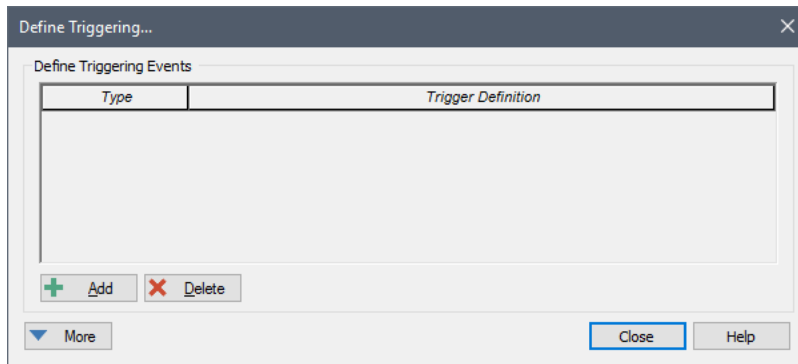 Define Triggering...
Define Triggering Events
Type Trigger Definition
Add Delete
More Close Help